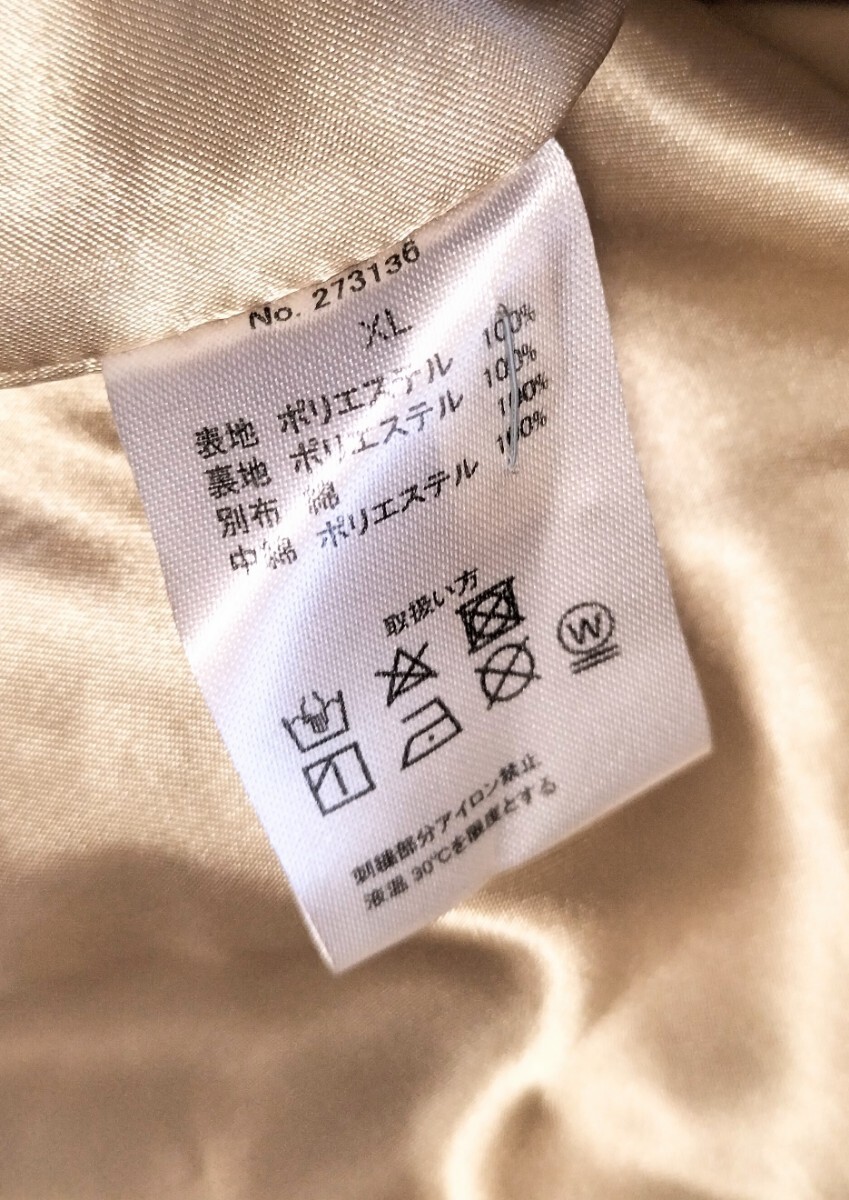 No. 273136
XL
表地 ポリエステル 100%
裏地 ポリエステル 100%
別布 綿 100%
中綿 ポリエステル 100%
取扱い方
W
刺繍部分アイロン禁止
液温 30℃を限度とする